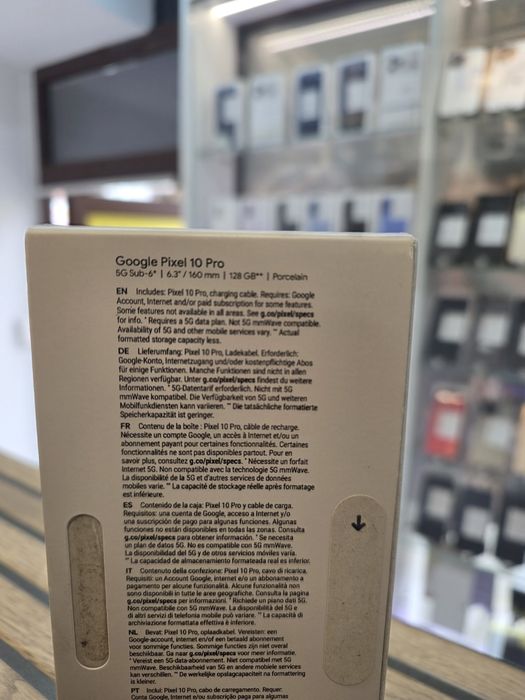 Google Pixel 10 Pro
5G Sub-6* | 6.3" / 160 mm | 128 GB** | Porcelain
EN Includes: Pixel 10 Pro, charging cable. Requires: Google
Account, Internet and/or paid subscription for some features.
Some features not available in all areas. See g.co/pixel/specs
for info. * Requires a 5G data plan. Not 5G mmWave compatible.
Availability of 5G and other mobile services vary. ** Actual
formatted storage capacity less.
DE Lieferumfang: Pixel 10 Pro, Ladekabel. Erforderlich:
Google-Konto, Internetzugang und/oder kostenpflichtige Abos
für einige Funktionen. Manche Funktionen sind nicht in allen
Regionen verfügbar. Unter g.co/pixel/specs findest du weitere
Informationen. * 5G-Datentarif erforderlich. Nicht mit 5G
mmWave kompatibel. Die Verfügbarkeit von 5G und weiteren
Mobilfunkdiensten kann variieren. ** Die tatsächliche formatierte
Speicherkapazität ist geringer.
FR Contenu de la boîte : Pixel 10 Pro, câble de recharge.
Nécessite un compte Google, un accès à Internet et/ou un
abonnement payant pour certaines fonctionnalités. Certaines
fonctionnalités ne sont pas disponibles partout. Pour en
savoir plus, consultez g.co/pixel/specs. * Nécessite un forfait
Internet 5G. Non compatible avec la technologie 5G mmWave.
La disponibilité de la 5G et d'autres services de données
mobiles varie. ** La capacité de stockage réelle après formatage
est inférieure.
ES Contenido de la caja: Pixel 10 Pro y cable de carga.
Requisitos: una cuenta de Google, acceso a Internet y/o
una suscripción de pago para algunas funciones. Algunas
funciones no están disponibles en todas las zonas. Consulta
g.co/pixel/specs para obtener información. * Se necesita
un plan de datos 5G. No es compatible con 5G mmWave.
La disponibilidad del 5G y de otros servicios móviles varía.
** La capacidad de almacenamiento formateada real es inferior.
IT Contenuto della confezione: Pixel 10 Pro, cavo di ricarica.
Requisiti: un Account Google, internet e/o un abbonamento a
pagamento per alcune funzionalità. Alcune funzionalità non
sono disponibili in tutte le aree geografiche. Consulta la pagina
g.co/pixel/specs per informazioni. * Richiede un piano dati 5G.
Non compatibile con 5G mmWave. La disponibilità del 5G e
di altri servizi di telefonia mobile può variare. ** La capacità di
archiviazione formattata effettiva è inferiore.
NL Bevat: Pixel 10 Pro, oplaadkabel. Vereisten: een
Google-account, internet en/of een betaald abonnement
voor sommige functies. Sommige functies zijn niet overal
beschikbaar. Ga naar g.co/pixel/specs voor meer informatie.
* Vereist een 5G-data-abonnement. Niet compatibel met 5G
mmWave. Beschikbaarheid van 5G en andere mobiele services
kan verschillen. ** De werkelijke opslagcapaciteit na formattering
is kleiner.
PT Inclui: Pixel 10 Pro, cabo de carregamento. Requer:
Conta Google, Internet e/ou subscrição paga para algumas